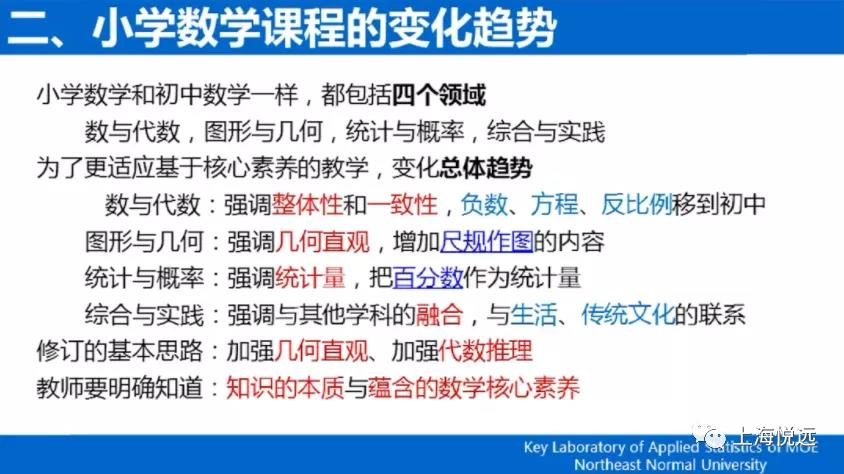 二、小学数学课程的变化趋势
小学数学和初中数学一样，都包括四个领域
数与代数，图形与几何，统计与概率，综合与实践
为了更适应基于核心素养的教学，变化总体趋势
数与代数：强调整体性和一致性，负数、方程、反比例移到初中
图形与几何：强调几何直观，增加尺规作图的内容
统计与概率：强调统计量，把百分数作为统计量
综合与实践：强调与其他学科的融合，与生活、传统文化的联系
修订的基本思路：加强几何直观、加强代数推理
教师要明确知道：知识的本质与蕴含的数学核心素养
上海悦远
Key Laboratory of Applied Statistics of MOE
Northeast Normal University